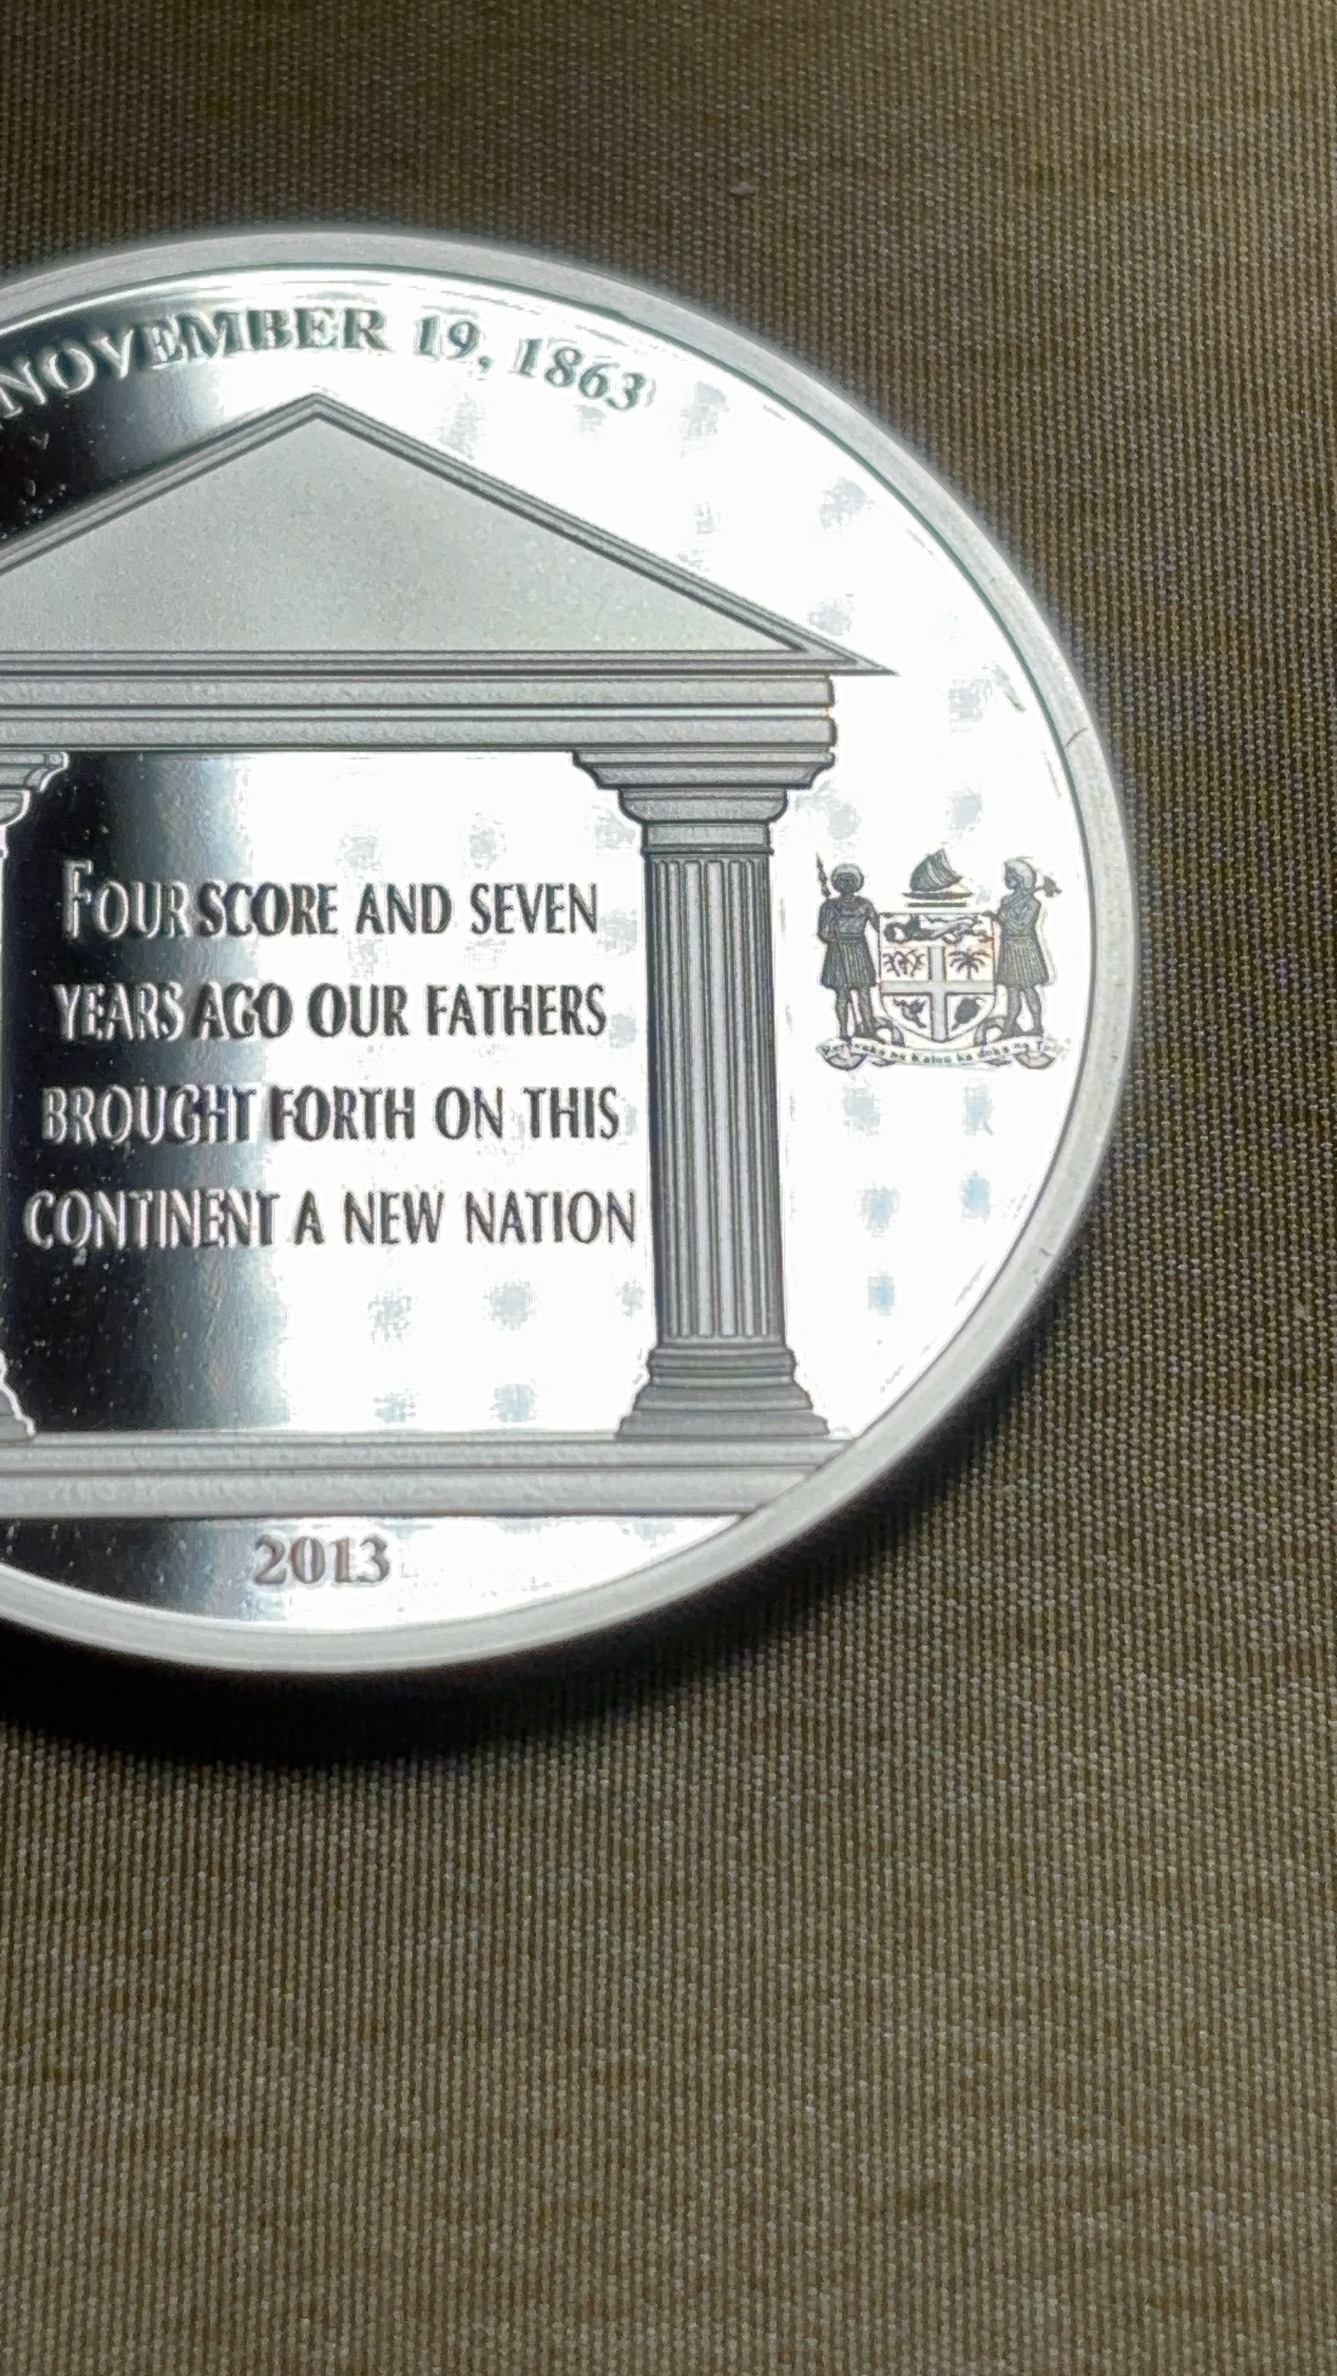 NOVEMBER 19, 1863
FOUR SCORE AND SEVEN
YEARS AGO OUR FATHERS
BROUGHT FORTH ON THIS
CONTINENT A NEW NATION
na
2013